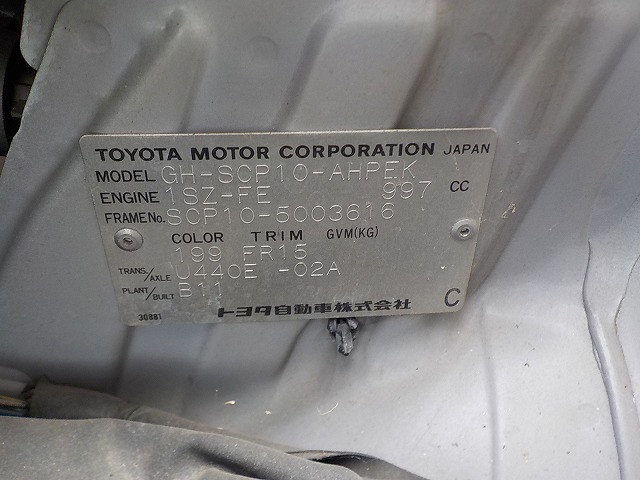 TOYOTA MOTOR CORPORATION JAPAN
MODEL GH-SCP10-AHPEK
ENGINE 1SZ-FE 997 CC
FRAME No. SCP10-5003616
COLOR TRIM GVM(KG)
199 FR15
TRANS./AXLE U440E -02A
PLANT/BUILT B11
30881 トヨタ自動車株式会社 C